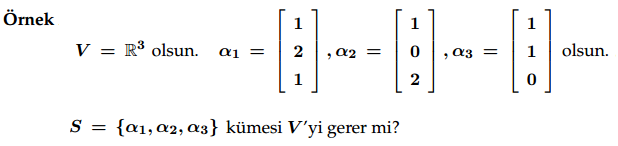 Örnek
V = ℝ³ olsun. α₁ = [1 2 1], α₂ = [1 0 2], α₃ = [1 1 0] olsun.
S = {α₁, α₂, α₃} kümesi V'yi gerer mi?